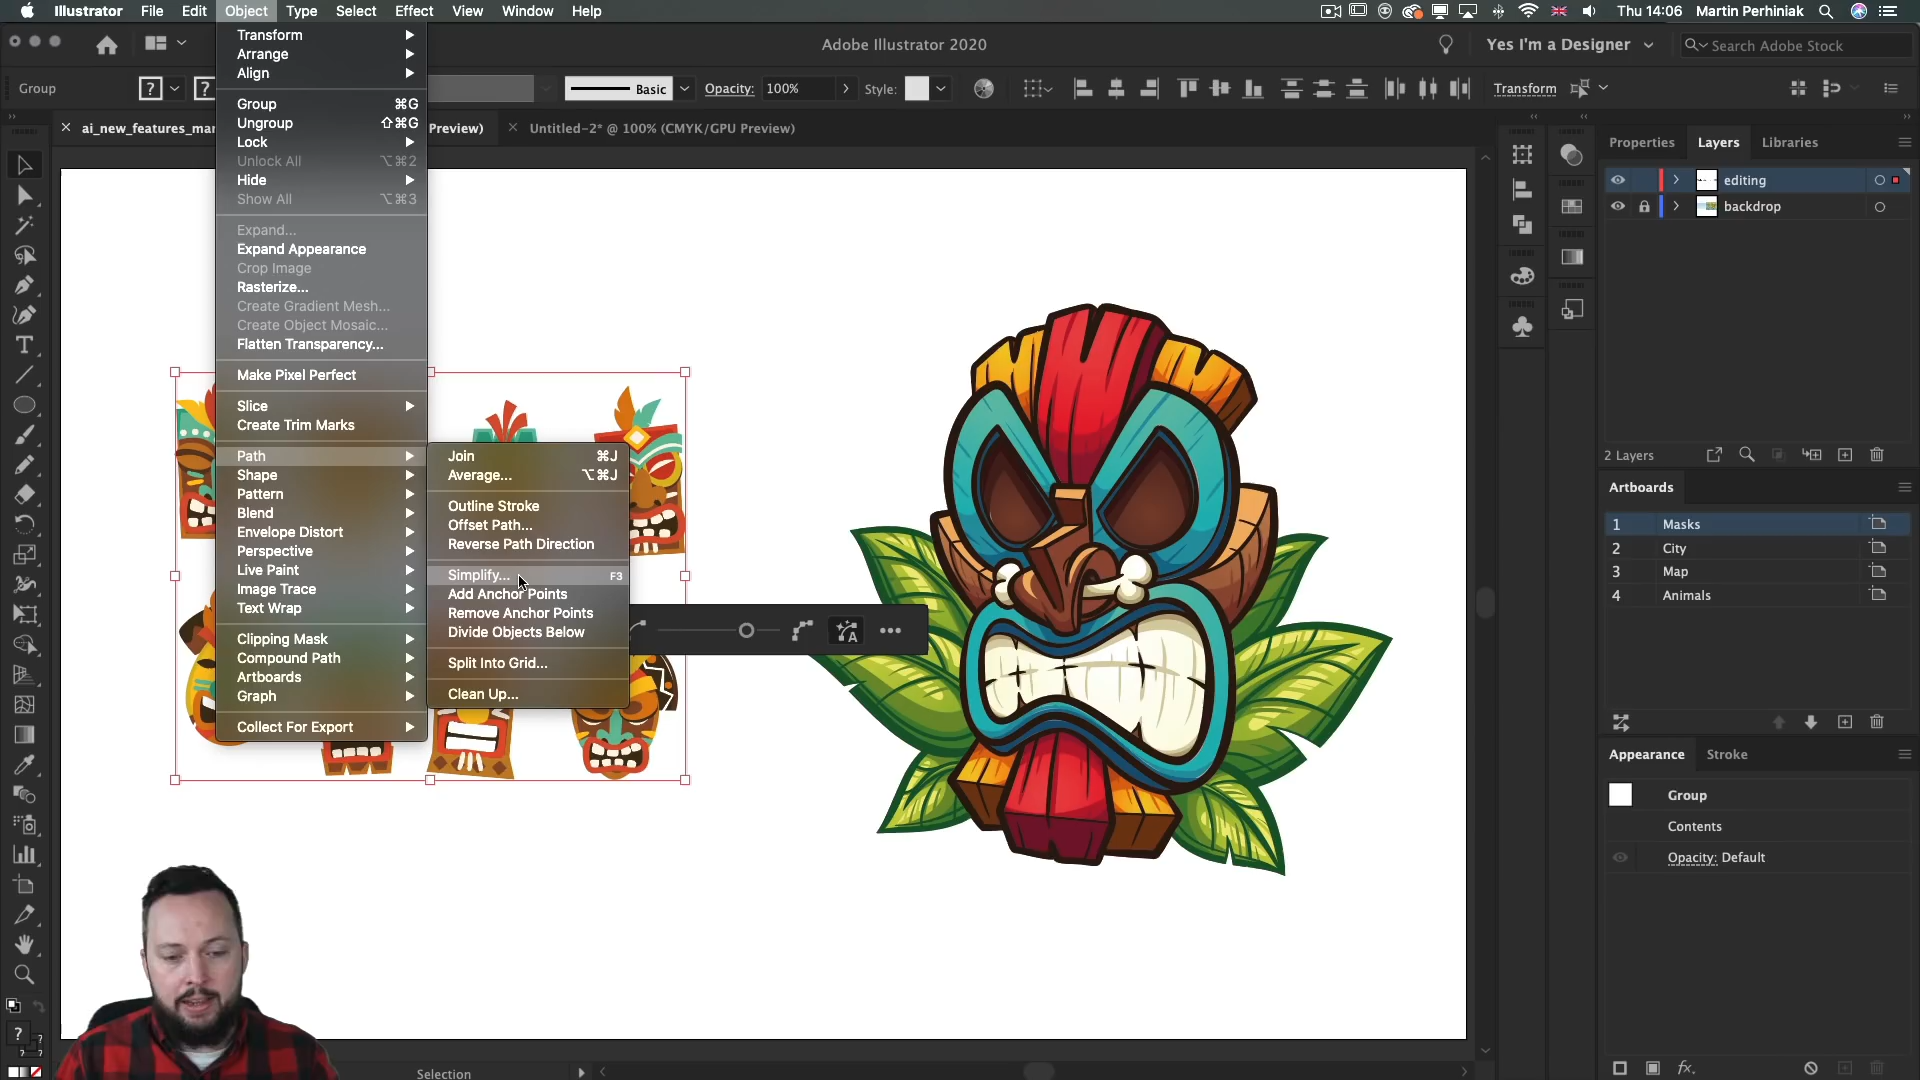 Illustrator File Edit Object Type Select Effect View Window Help
Thu 14:06 Martin Perhiniak
Adobe Illustrator 2020
Yes I'm a Designer
Search Adobe Stock
Group
?
?
Basic
Opacity:
100%
Style:
Transform
× ai_new_features_mar
Preview)
× Untitled-2* @ 100% (CMYK/GPU Preview)
Transform
Arrange
Align
Group ⌘G
Ungroup ⇧⌘G
Lock
Unlock All ⌥⌘2
Hide
Show All ⌥⌘3
Expand...
Expand Appearance
Crop Image
Rasterize...
Create Gradient Mesh...
Create Object Mosaic...
Flatten Transparency...
Make Pixel Perfect
Slice
Create Trim Marks
Path
Shape
Pattern
Blend
Envelope Distort
Perspective
Live Paint
Image Trace
Text Wrap
Clipping Mask
Compound Path
Artboards
Graph
Collect For Export
Join ⌘J
Average... ⌥⌘J
Outline Stroke
Offset Path...
Reverse Path Direction
Simplify... F3
Add Anchor Points
Remove Anchor Points
Divide Objects Below
Split Into Grid...
Clean Up...
Properties Layers Libraries
editing
backdrop
2 Layers
Artboards
1 Masks
2 City
3 Map
4 Animals
Appearance Stroke
Group
Contents
Opacity: Default
fx.
?
?
?
Selection